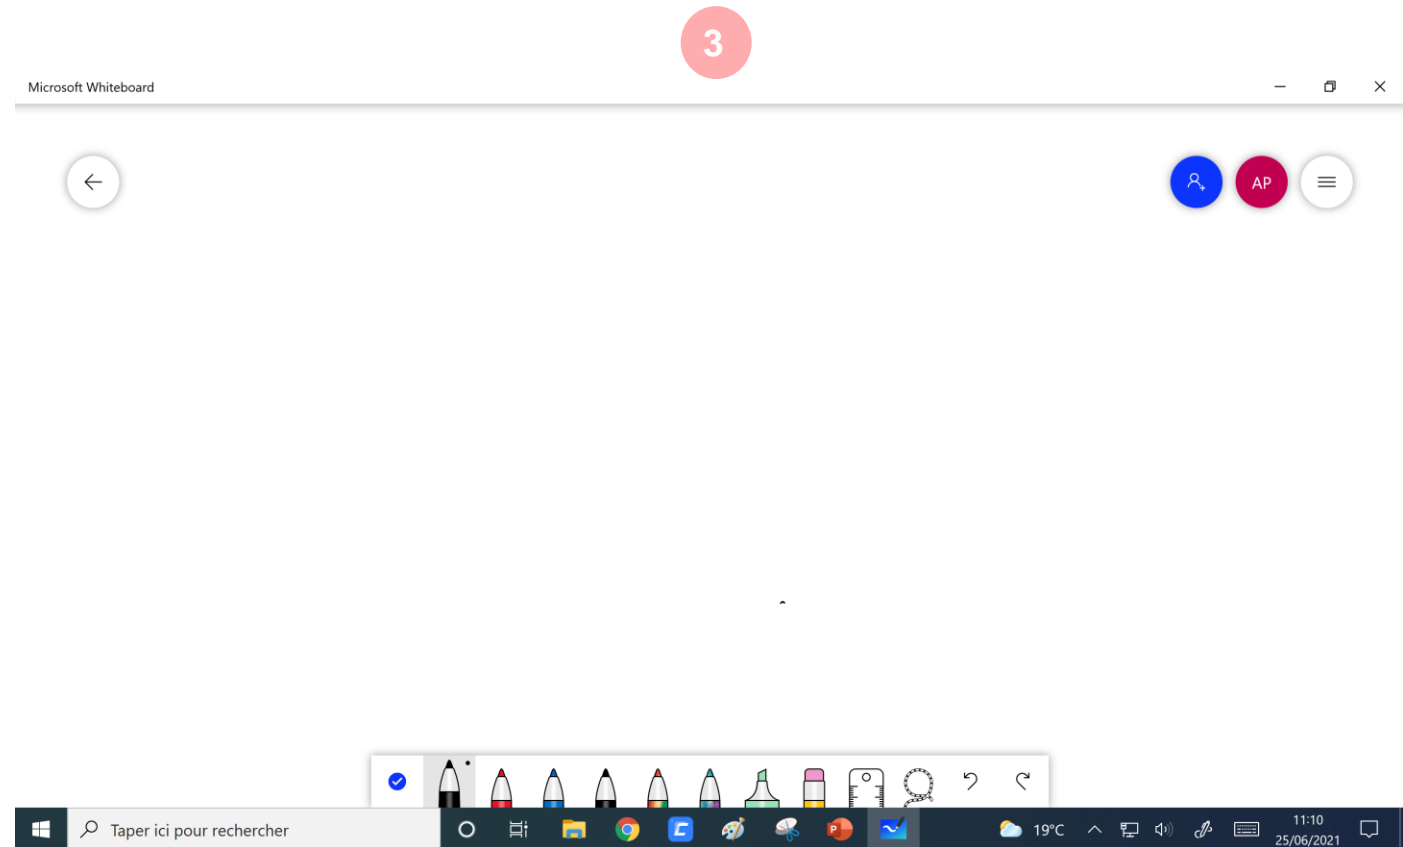 3
Microsoft Whiteboard
AP
Taper ici pour rechercher
19°C
11:10
25/06/2021